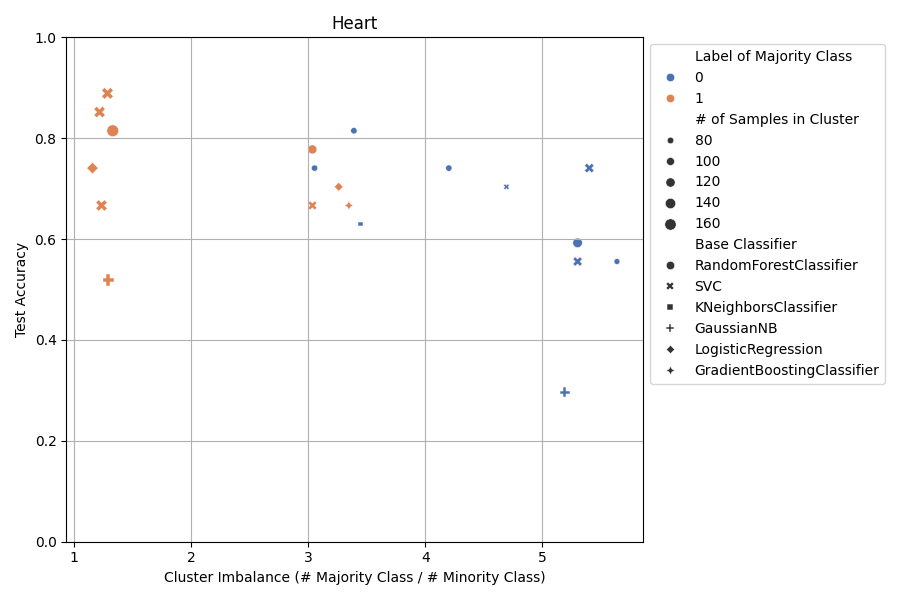 Heart
1.0
0.8
0.6
0.4
0.2
0.0
Test Accuracy
1
2
3
4
5
Cluster Imbalance (# Majority Class / # Minority Class)
Label of Majority Class
0
1
# of Samples in Cluster
80
100
120
140
160
Base Classifier
RandomForestClassifier
SVC
KNeighborsClassifier
GaussianNB
LogisticRegression
GradientBoostingClassifier